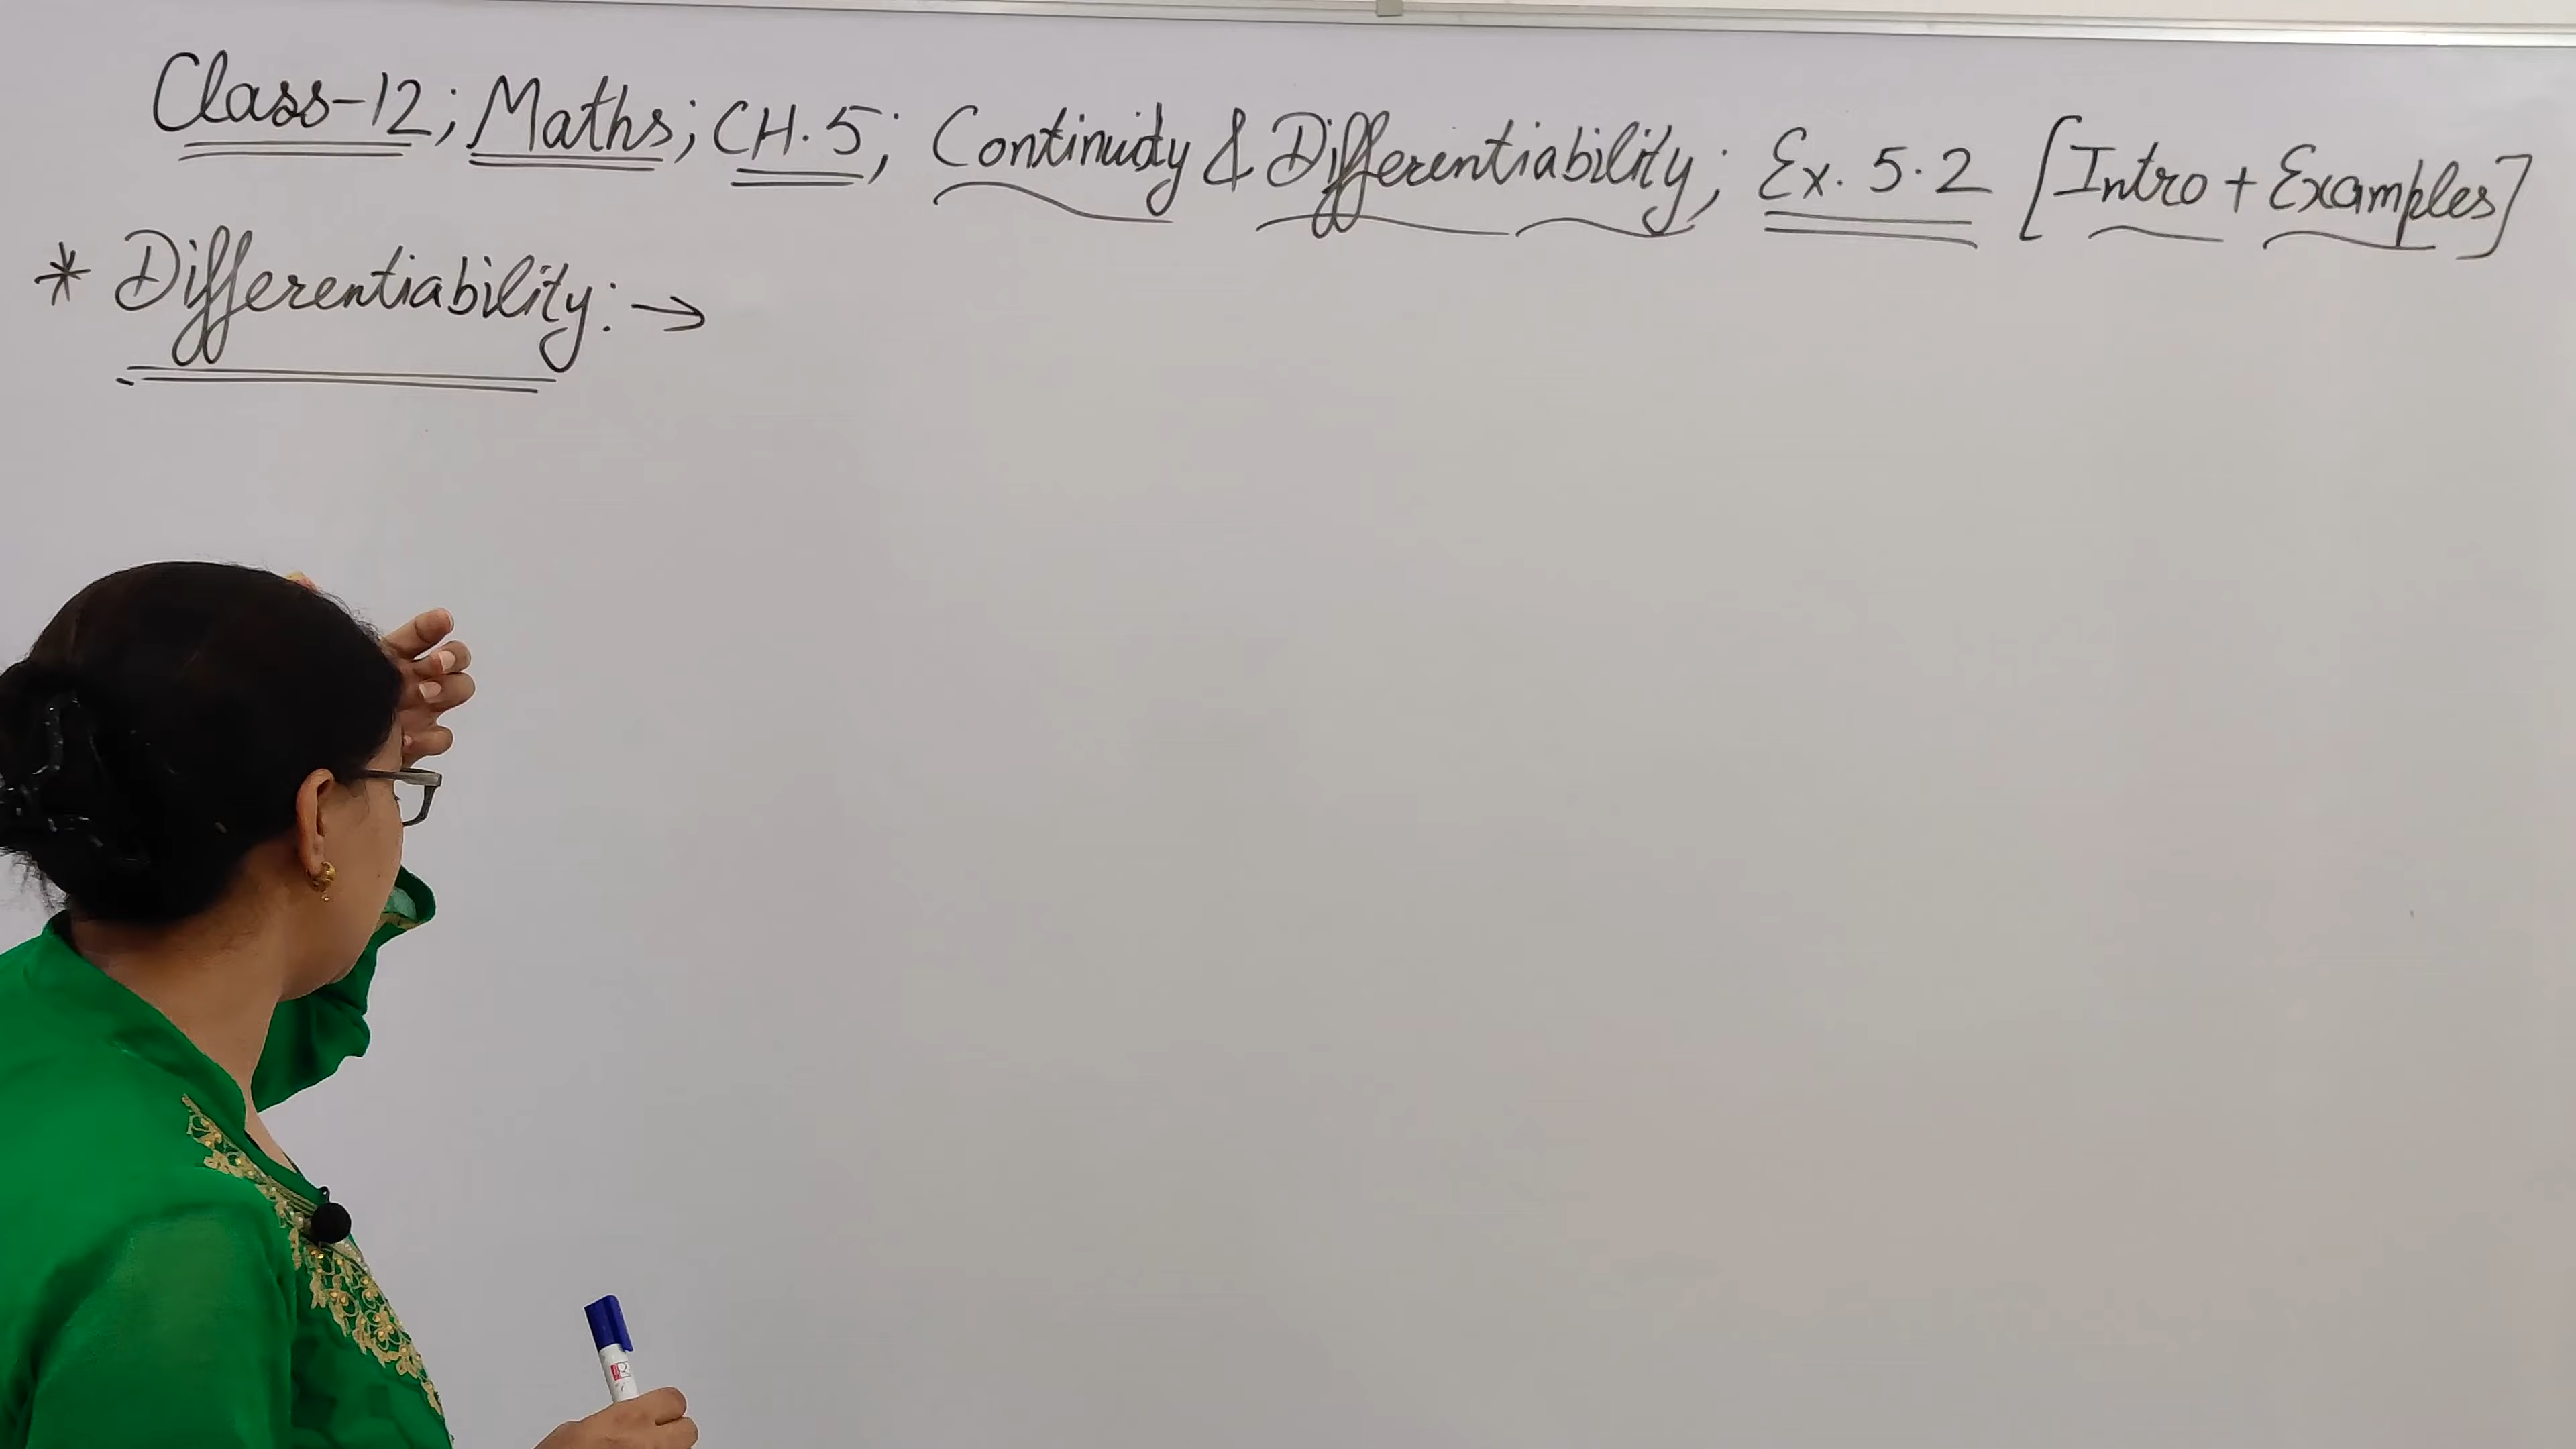 Class-12; Maths; CH.5; Continuity & Differentiability; Ex. 5.2 [Intro + Examples]
* Differentiability: →